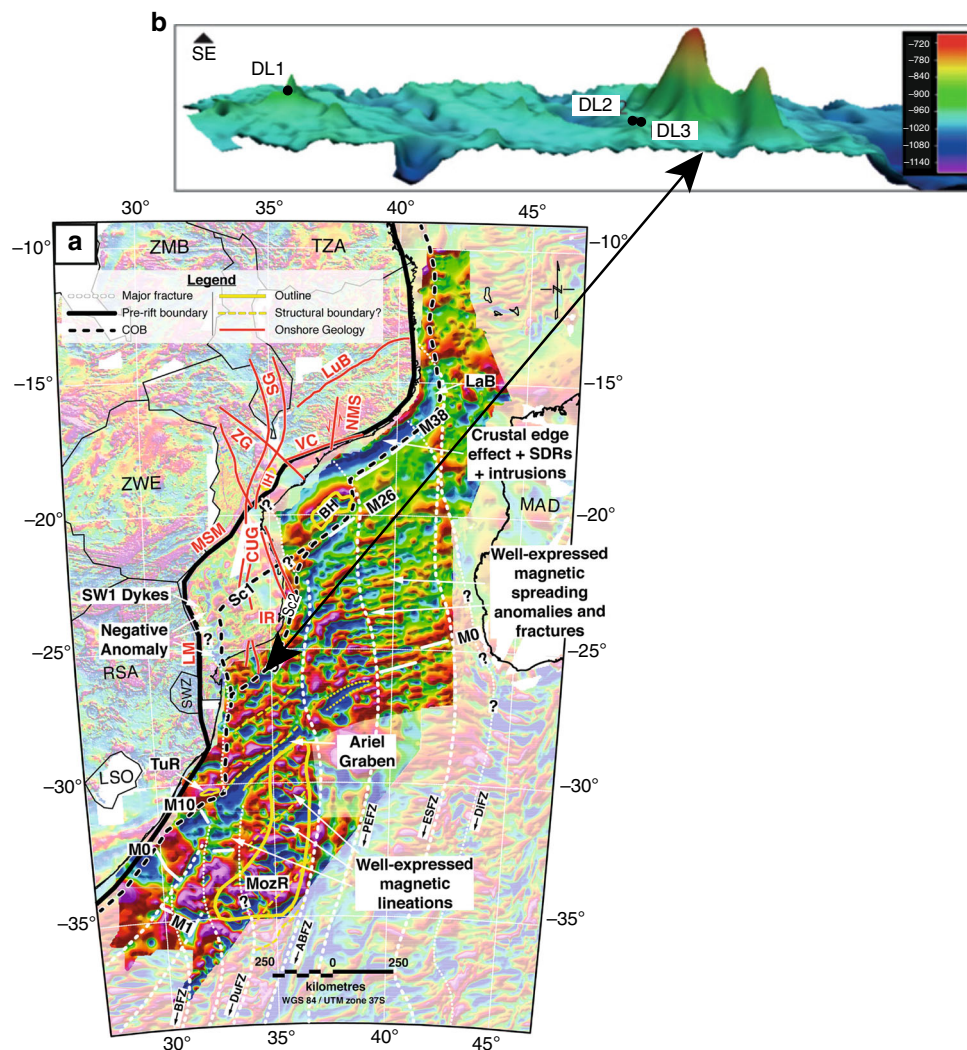 b
SE
DL1
DL2
DL3
−720
−780
−840
−900
−960
−1020
−1080
−1140
30°
35°
40°
45°
a
−10°
−10°
ZMB
TZA
Legend
Major fracture
Outline
Pre-rift boundary
Structural boundary?
COB
Onshore Geology
N
−15°
−15°
SG
LuB
LaB
NMS
M38
ZG
VC
Crustal edge
effect + SDRs
+ intrusions
ZWE
IH
?
BH
M26
MAD
−20°
−20°
MSM
CUG
?
Sc1
Well-expressed
magnetic
spreading
anomalies and
fractures
SW1 Dykes
Sc2
?
Negative
Anomaly
?
IR
M0
?
−25°
−25°
LM
RSA
SWZ
?
Ariel
Graben
TuR
LSO
−30°
−30°
M10
PEFZ
ESFZ
DiFZ
M0
Well-expressed
magnetic
lineations
MozR
?
M1
−35°
−35°
ABFZ
250
0
250
kilometres
WGS 84 / UTM zone 37S
BFZ
DuFZ
30°
35°
40°
45°